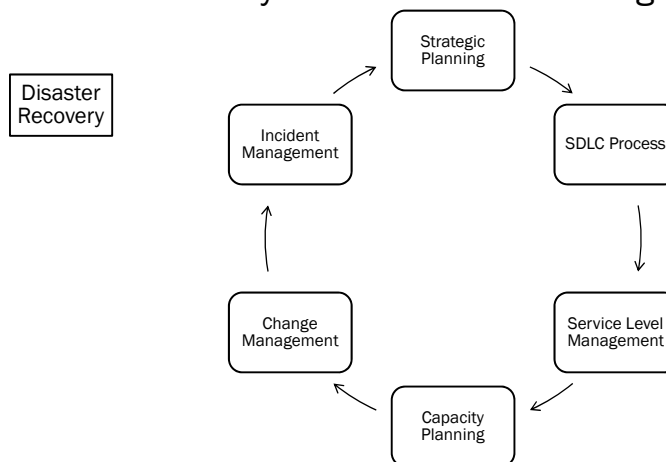 Strategic
Planning
Disaster
Recovery
Incident
Management
SDLC Process
Change
Management
Service Level
Management
Capacity
Planning